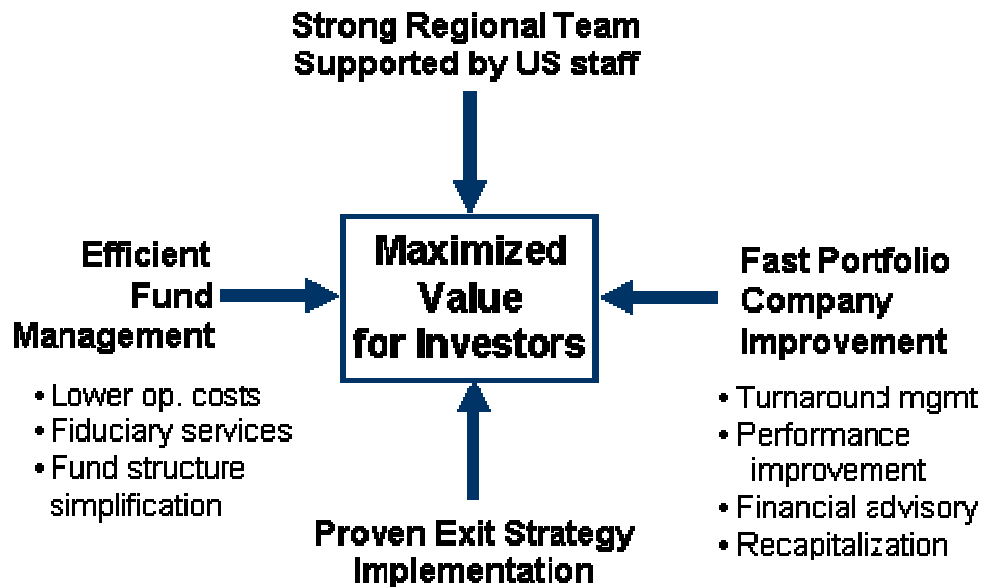 Strong Regional Team
Supported by US staff
Efficient
Fund
Management
• Lower op. costs
• Fiduciary services
• Fund structure
simplification
Maximized
Value
for Investors
Fast Portfolio
Company
Improvement
• Turnaround mgmt
• Performance
improvement
• Financial advisory
• Recapitalization
Proven Exit Strategy
Implementation